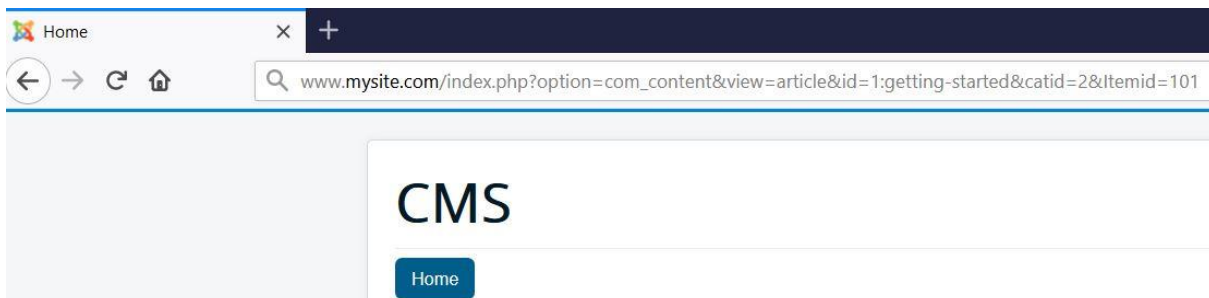 Home
www.mysite.com/index.php?option=com_content&view=article&id=1:getting-started&catid=2&Itemid=101
CMS
Home